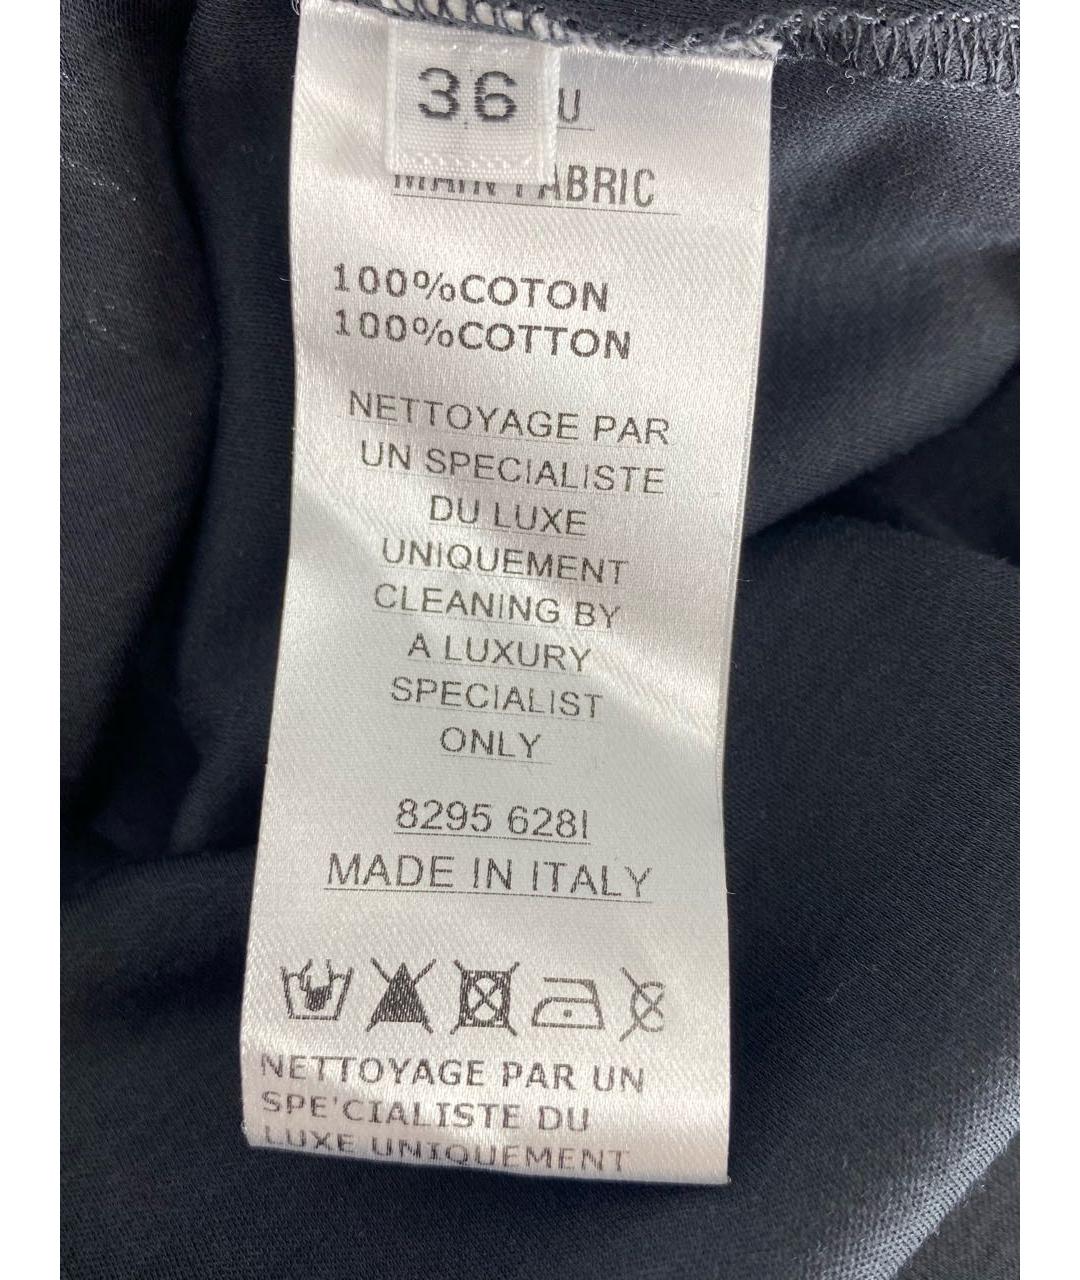 36
U
MAIN FABRIC
100%COTON
100%COTTON
NETTOYAGE PAR
UN SPECIALISTE
DU LUXE
UNIQUEMENT
CLEANING BY
A LUXURY
SPECIALIST
ONLY
8295 628I
MADE IN ITALY
NETTOYAGE PAR UN
SPE'CIALISTE DU
LUXE UNIQUEMENT